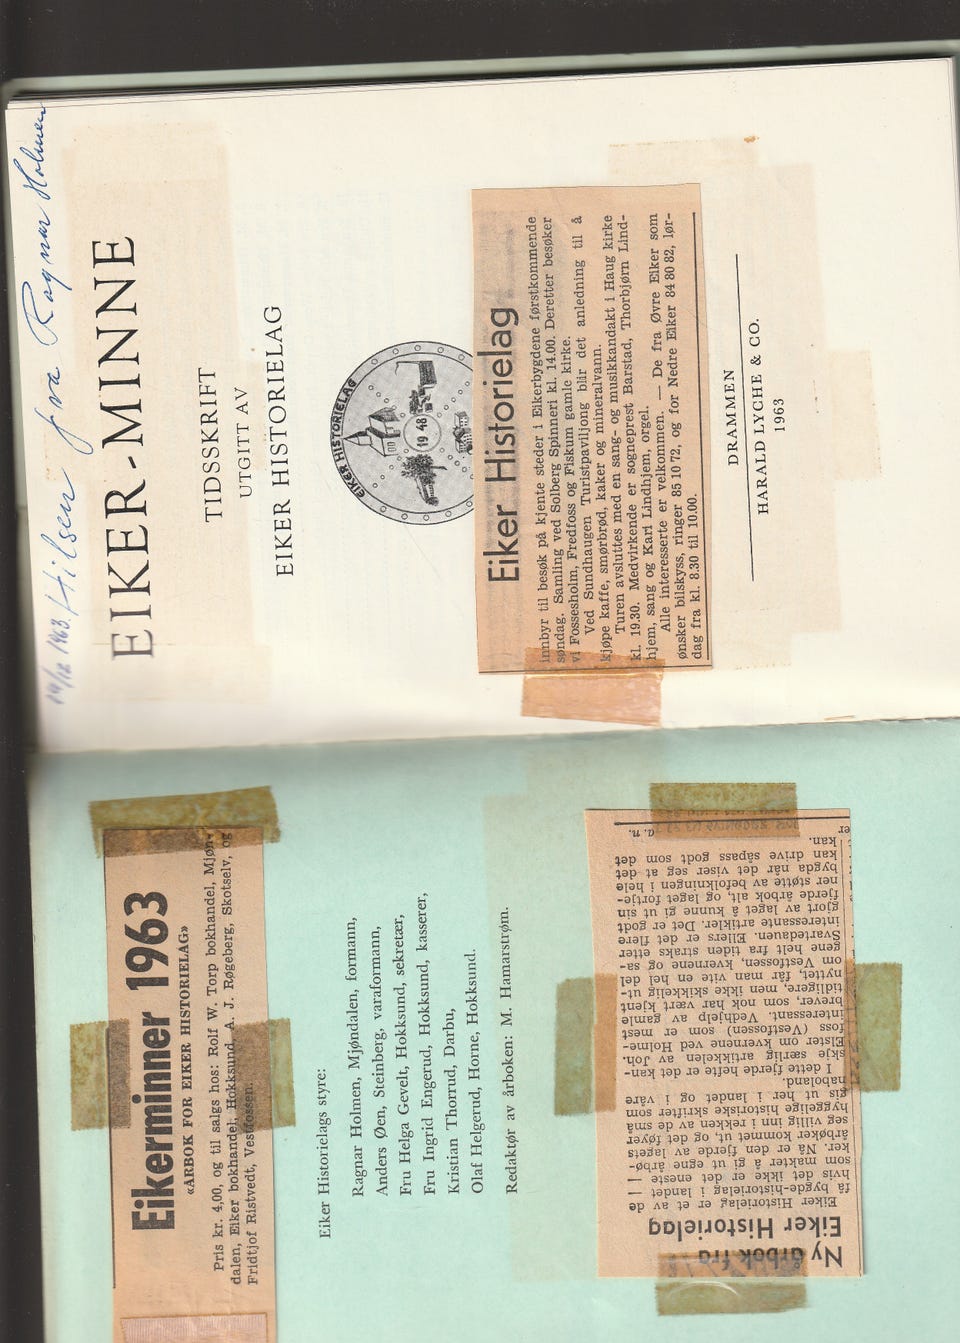 Eikerminner 1963
«ÅRBOK FOR EIKER HISTORIELAG»
Pris kr. 4,00, og til salgs hos: Rolf W. Torp bokhandel, Mjøn-
dalen, Eiker bokhandel, Hokksund, A. J. Røgeberg, Skotselv, og
Fridtjof Ristvedt, Vestfossen.
Eiker Historielags styre:
Ragnar Holmen, Mjøndalen, formann,
Anders Øen, Steinberg, varaformann,
Fru Helga Gevelt, Hokksund, sekretær,
Fru Ingrid Engerud, Hokksund, kasserer,
Kristian Thorrud, Darbu,
Olaf Helgerud, Horne, Hokksund.
Redaktør av årboken: M. Hamarstrøm.
Ny årbok fra
Eiker Historielag
Eiker Historielag er et av de
få bygde-historielag i landet —
hvis det ikke er det eneste —
som makter å gi ut egne årbø-
ker. Nå er den fjerde av lagets
årbøker kommet ut, og det føyer
seg villig inn i rekken av de små
hyggelige historiske skrifter som
gis ut her i landet og i våre
naboland.
I dette fjerde hefte er det kan-
skje særlig artikkelen av Joh.
Elster om kvernene ved Holme-
foss (Vestfossen) som er mest
interessant. Vedhjelp av gamle
brever, som nok har vært kjent
tidligere, men ikke skikkelig ut-
nyttet, får man vite en hel del
om Vestfossen, kvernene og sa-
gene helt fra tiden straks etter
Svartedauen. Ellers er det flere
interessante artikler. Det er godt
gjort av laget å kunne gi ut sin
fjerde årbok alt, og laget fortje-
ner støtte av befolkningen i hele
bygda når det viser seg at det
kan drive såpass godt som det
kan.
a. n.
19/12 1963. Hilsen fra Ragnar Holmen
EIKER-MINNE
TIDSSKRIFT
UTGITT AV
EIKER HISTORIELAG
EIKER HISTORIELAG
1948
Eiker Historielag
innbyr til besøk på kjente steder i Eikerbygdene førstkommende
søndag. Samling ved Solberg Spinneri kl. 14.00. Deretter besøker
vi Fossesholm, Fredfoss og Fiskum gamle kirke.
Ved Sundhaugen Turistpaviljong blir det anledning til å
kjøpe kaffe, smørbrød, kaker og mineralvann.
Turen avsluttes med en sang- og musikkandakt i Haug kirke
kl. 19.30. Medvirkende er sogneprest Barstad, Thorbjørn Lind-
hjem, sang og Kari Lindhjem, orgel.
Alle interesserte er velkommen. — De fra Øvre Eiker som
ønsker bilskyss, ringer 85 10 72, og for Nedre Eiker 84 80 82, lør-
dag fra kl. 8.30 til 10.00.
DRAMMEN
HARALD LYCHE & CO.
1963